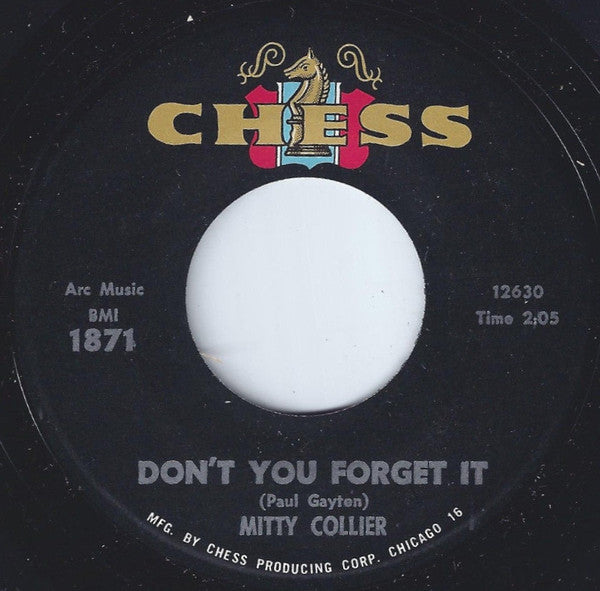 CHESS
Arc Music
BMI
1871
12630
Time 2:05
DON'T YOU FORGET IT
(Paul Gayten)
MITTY COLLIER
MFG. BY CHESS PRODUCING CORP. CHICAGO 16